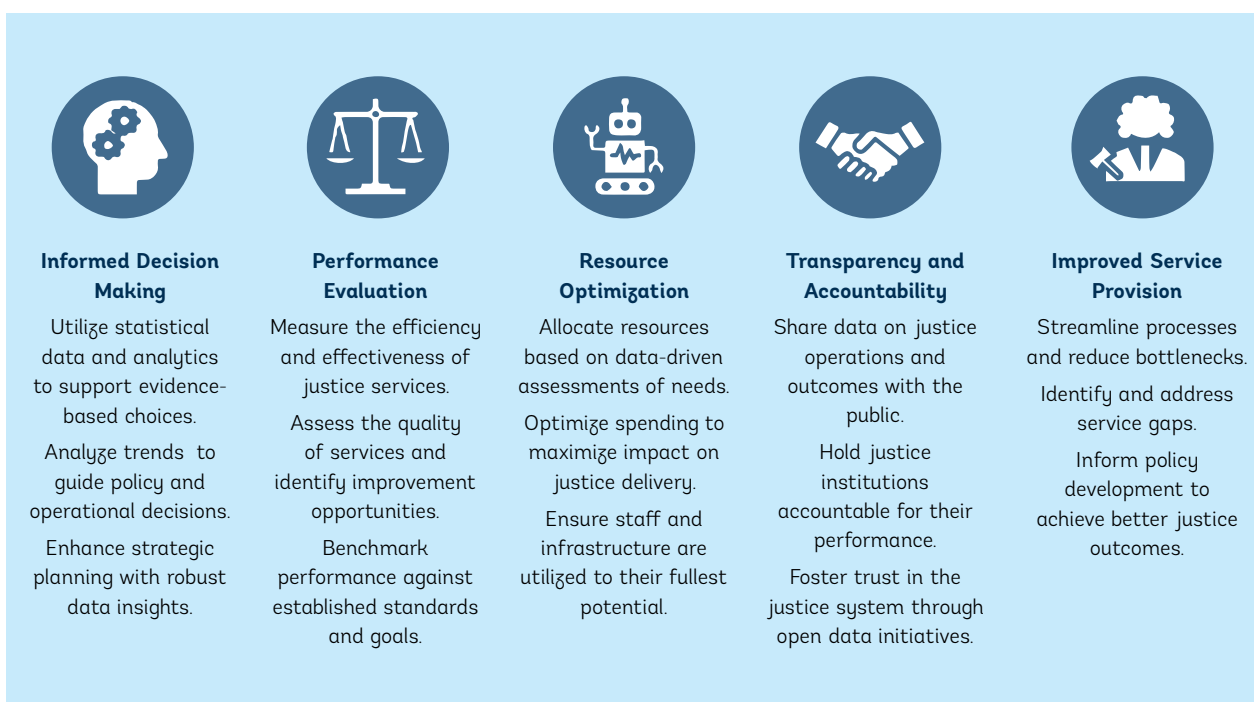 Informed Decision
Making
Utilize statistical
data and analytics
to support evidence-
based choices.
Analyze trends  to
guide policy and
operational decisions.
Enhance strategic
planning with robust
data insights.
Performance
Evaluation
Measure the efficiency
and effectiveness of
justice services.
Assess the quality
of services and
identify improvement
opportunities.
Benchmark
performance against
established standards
and goals.
Resource
Optimization
Allocate resources
based on data-driven
assessments of needs.
Optimize spending to
maximize impact on
justice delivery.
Ensure staff and
infrastructure are
utilized to their fullest
potential.
Transparency and
Accountability
Share data on justice
operations and
outcomes with the
public.
Hold justice
institutions
accountable for their
performance.
Foster trust in the
justice system through
open data initiatives.
Improved Service
Provision
Streamline processes
and reduce bottlenecks.
Identify and address
service gaps.
Inform policy
development to
achieve better justice
outcomes.